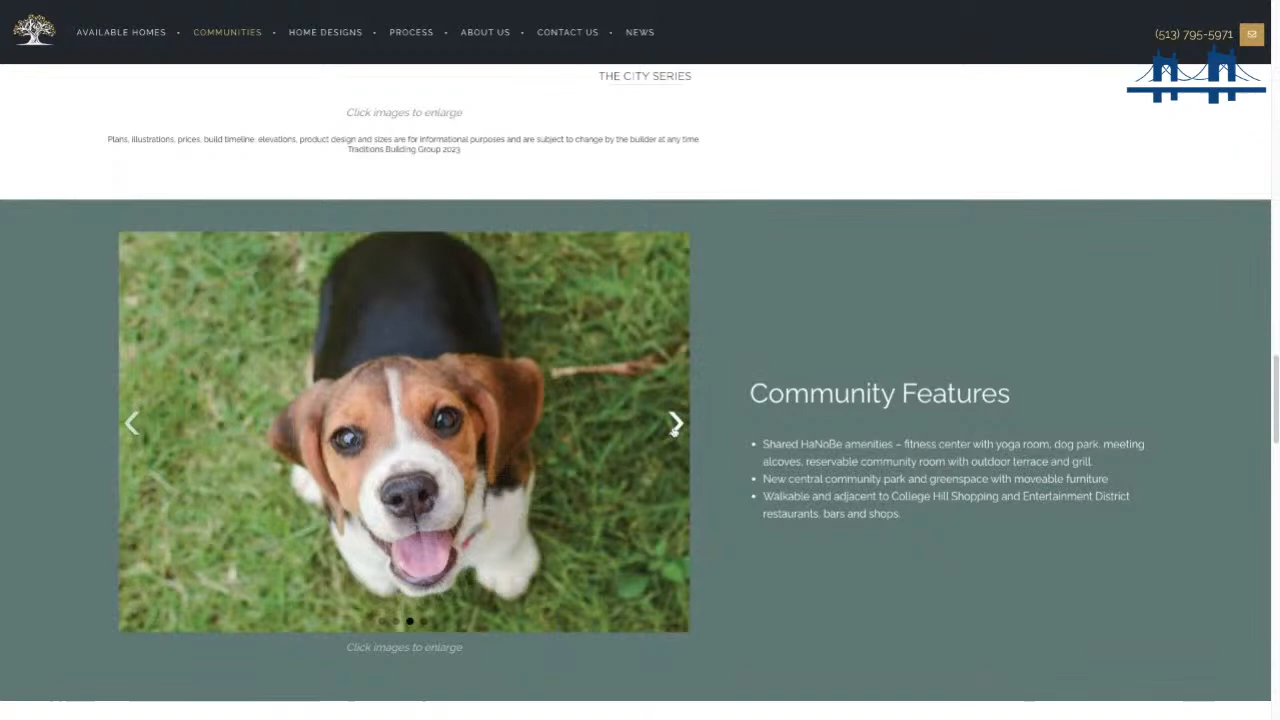 AVAILABLE HOMES • COMMUNITIES • HOME DESIGNS • PROCESS • ABOUT US • CONTACT US • NEWS
(513) 795-5971
THE CITY SERIES
Click images to enlarge
Plans, illustrations, prices, build timeline, elevations, product design and sizes are for informational purposes and are subject to change by the builder at any time
Traditions Building Group 2023
Community Features
• Shared HaNoBe amenities – fitness center with yoga room, dog park, meeting
alcoves, reservable community room with outdoor terrace and grill
• New central community park and greenspace with moveable furniture
• Walkable and adjacent to College Hill Shopping and Entertainment District
restaurants, bars and shops.
Click images to enlarge